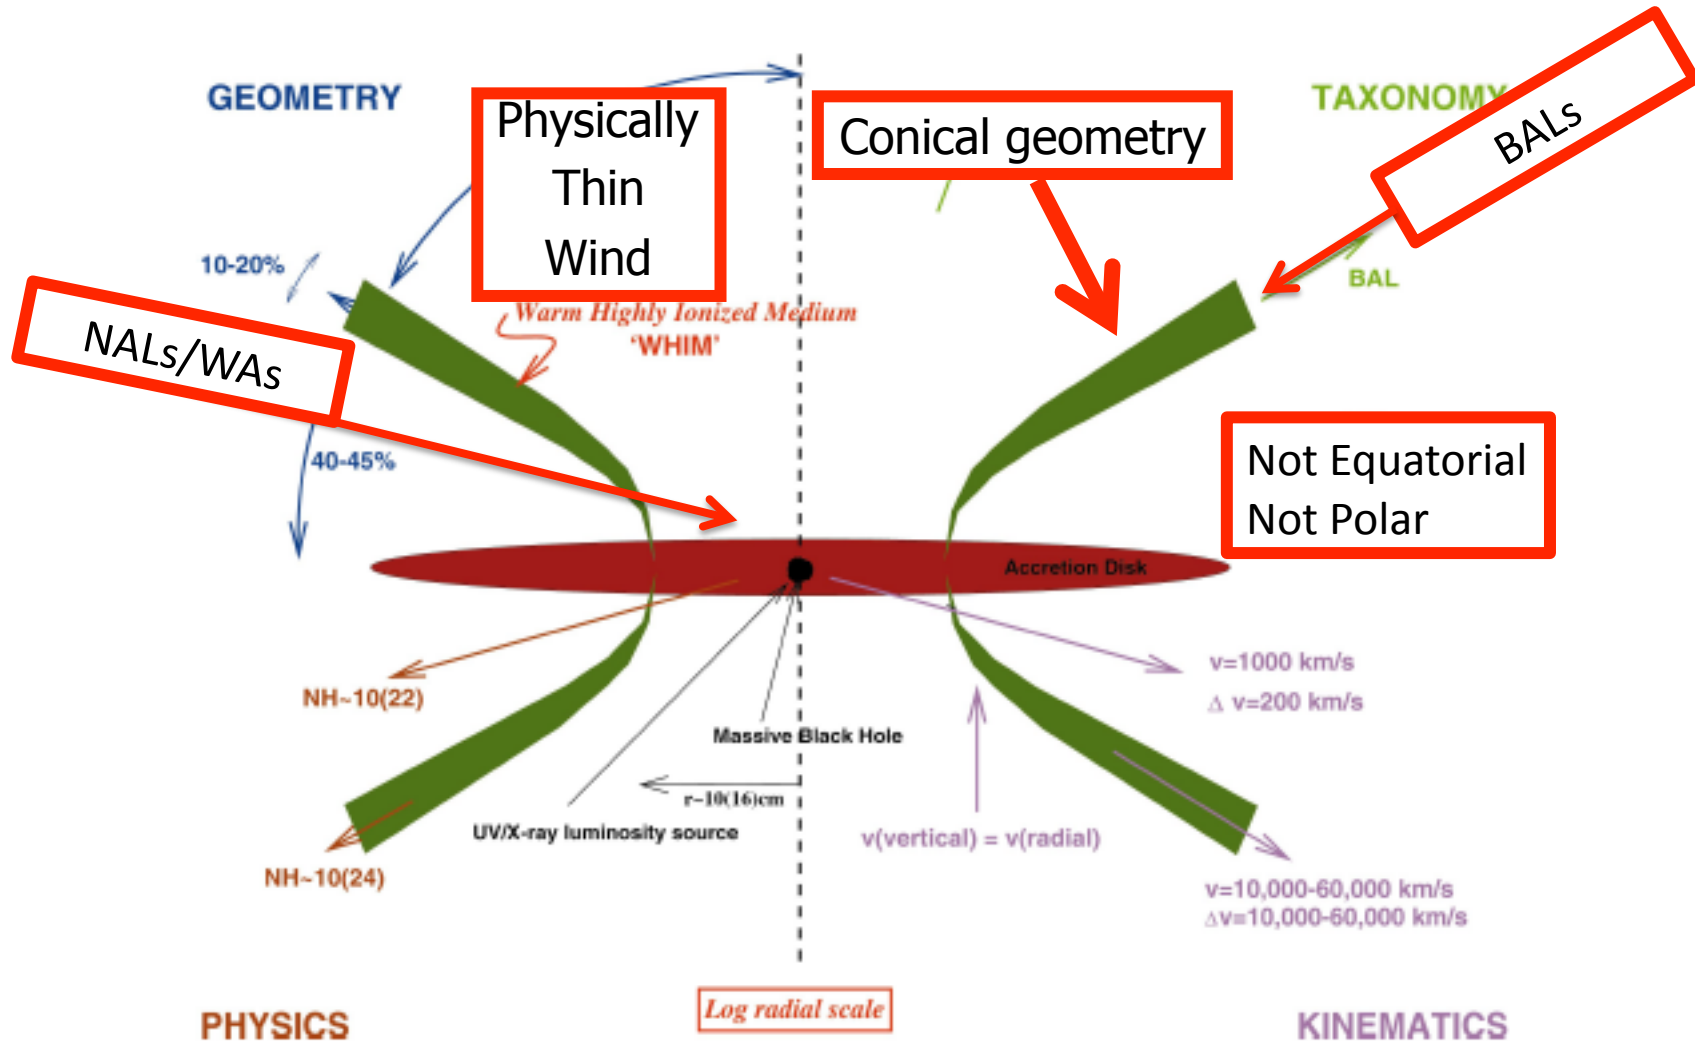 GEOMETRY
TAXONOMY
Physically
Thin
Wind
Conical geometry
BALs
10-20%
BAL
Warm Highly Ionized Medium
'WHIM'
NALs/WAs
40-45%
Not Equatorial
Not Polar
Accretion Disk
NH~10(22)
v=1000 km/s
Δ v=200 km/s
Massive Black Hole
r~10(16)cm
UV/X-ray luminosity source
v(vertical) = v(radial)
NH~10(24)
v=10,000-60,000 km/s
Δv=10,000-60,000 km/s
Log radial scale
PHYSICS
KINEMATICS